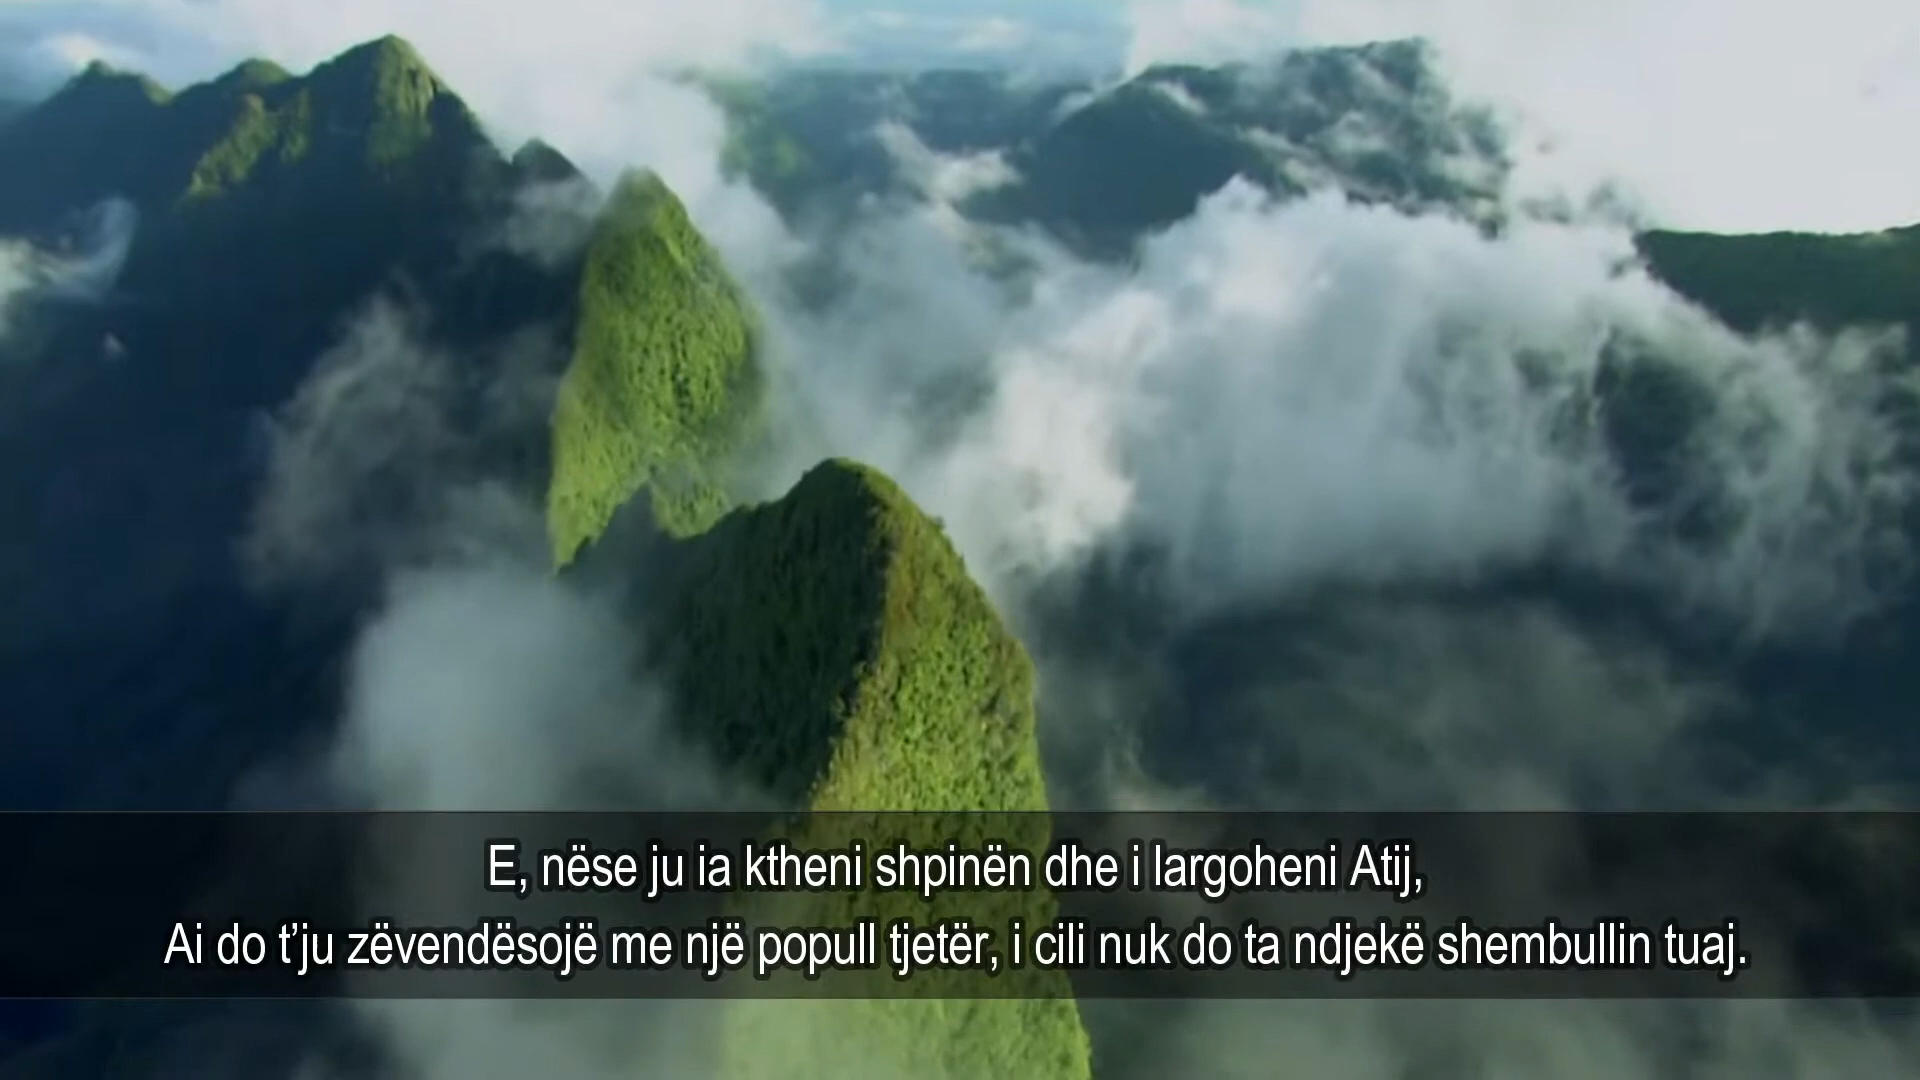 E, nëse ju ia ktheni shpinën dhe i largoheni Atij,
Ai do t’ju zëvendësojë me një popull tjetër, i cili nuk do ta ndjekë shembullin tuaj.